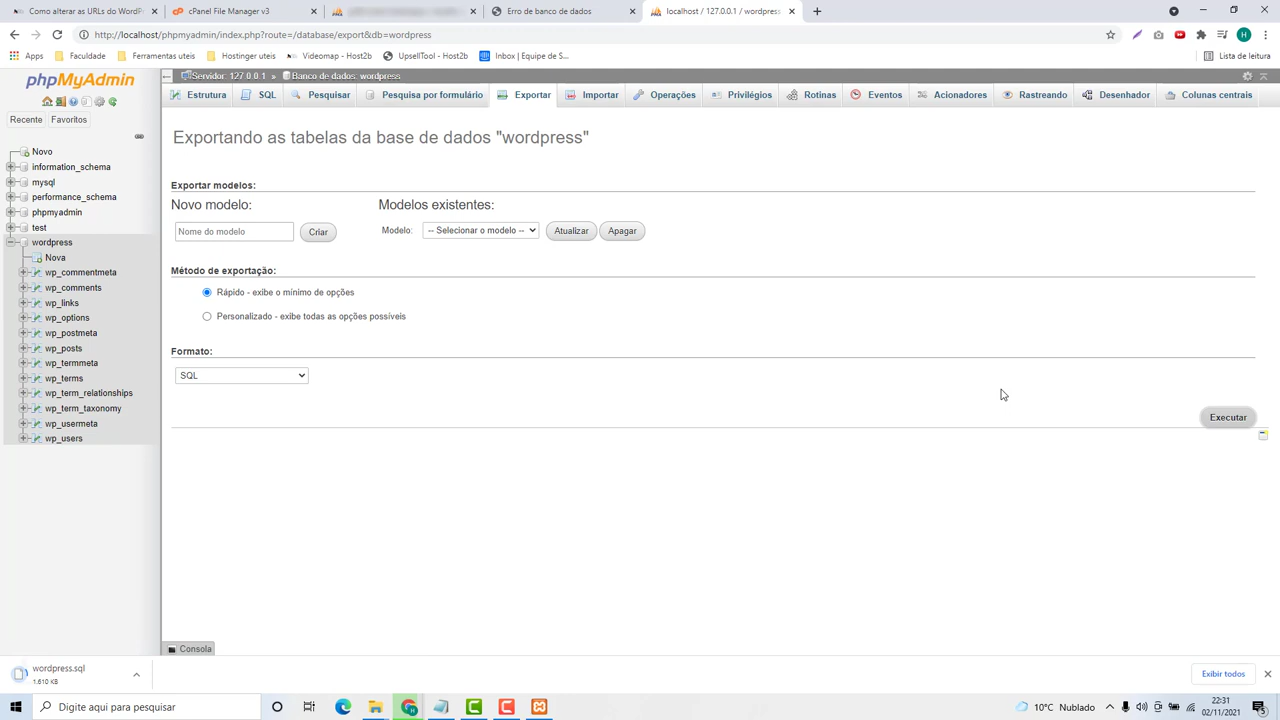 Como alterar as URLs do WordP
cPanel File Manager v3
Erro de banco de dados
localhost / 127.0.0.1 / wordpress
http://localhost/phpmyadmin/index.php?route=/database/export&db=wordpress
H
Apps
Faculdade
Ferramentas uteis
Hostinger uteis
Videomap - Host2b
UpsellTool - Host2b
Inbox | Equipe de S...
Lista de leitura
phpMyAdmin
Servidor: 127.0.0.1 » Banco de dados: wordpress
Estrutura
SQL
Pesquisar
Pesquisa por formulário
Exportar
Importar
Operações
Privilégios
Rotinas
Eventos
Acionadores
Rastreando
Desenhador
Colunas centrais
Recente
Favoritos
Novo
information_schema
mysql
performance_schema
phpmyadmin
test
wordpress
Nova
wp_commentmeta
wp_comments
wp_links
wp_options
wp_postmeta
wp_posts
wp_termmeta
wp_terms
wp_term_relationships
wp_term_taxonomy
wp_usermeta
wp_users
Exportando as tabelas da base de dados "wordpress"
Exportar modelos:
Novo modelo:
Nome do modelo
Criar
Modelos existentes:
Modelo:
-- Selecionar o modelo --
Atualizar
Apagar
Método de exportação:
Rápido - exibe o mínimo de opções
Personalizado - exibe todas as opções possíveis
Formato:
SQL
Executar
Consola
wordpress.sql
1.610 KB
Exibir todos
Digite aqui para pesquisar
10°C Nublado
22:31
02/11/2021